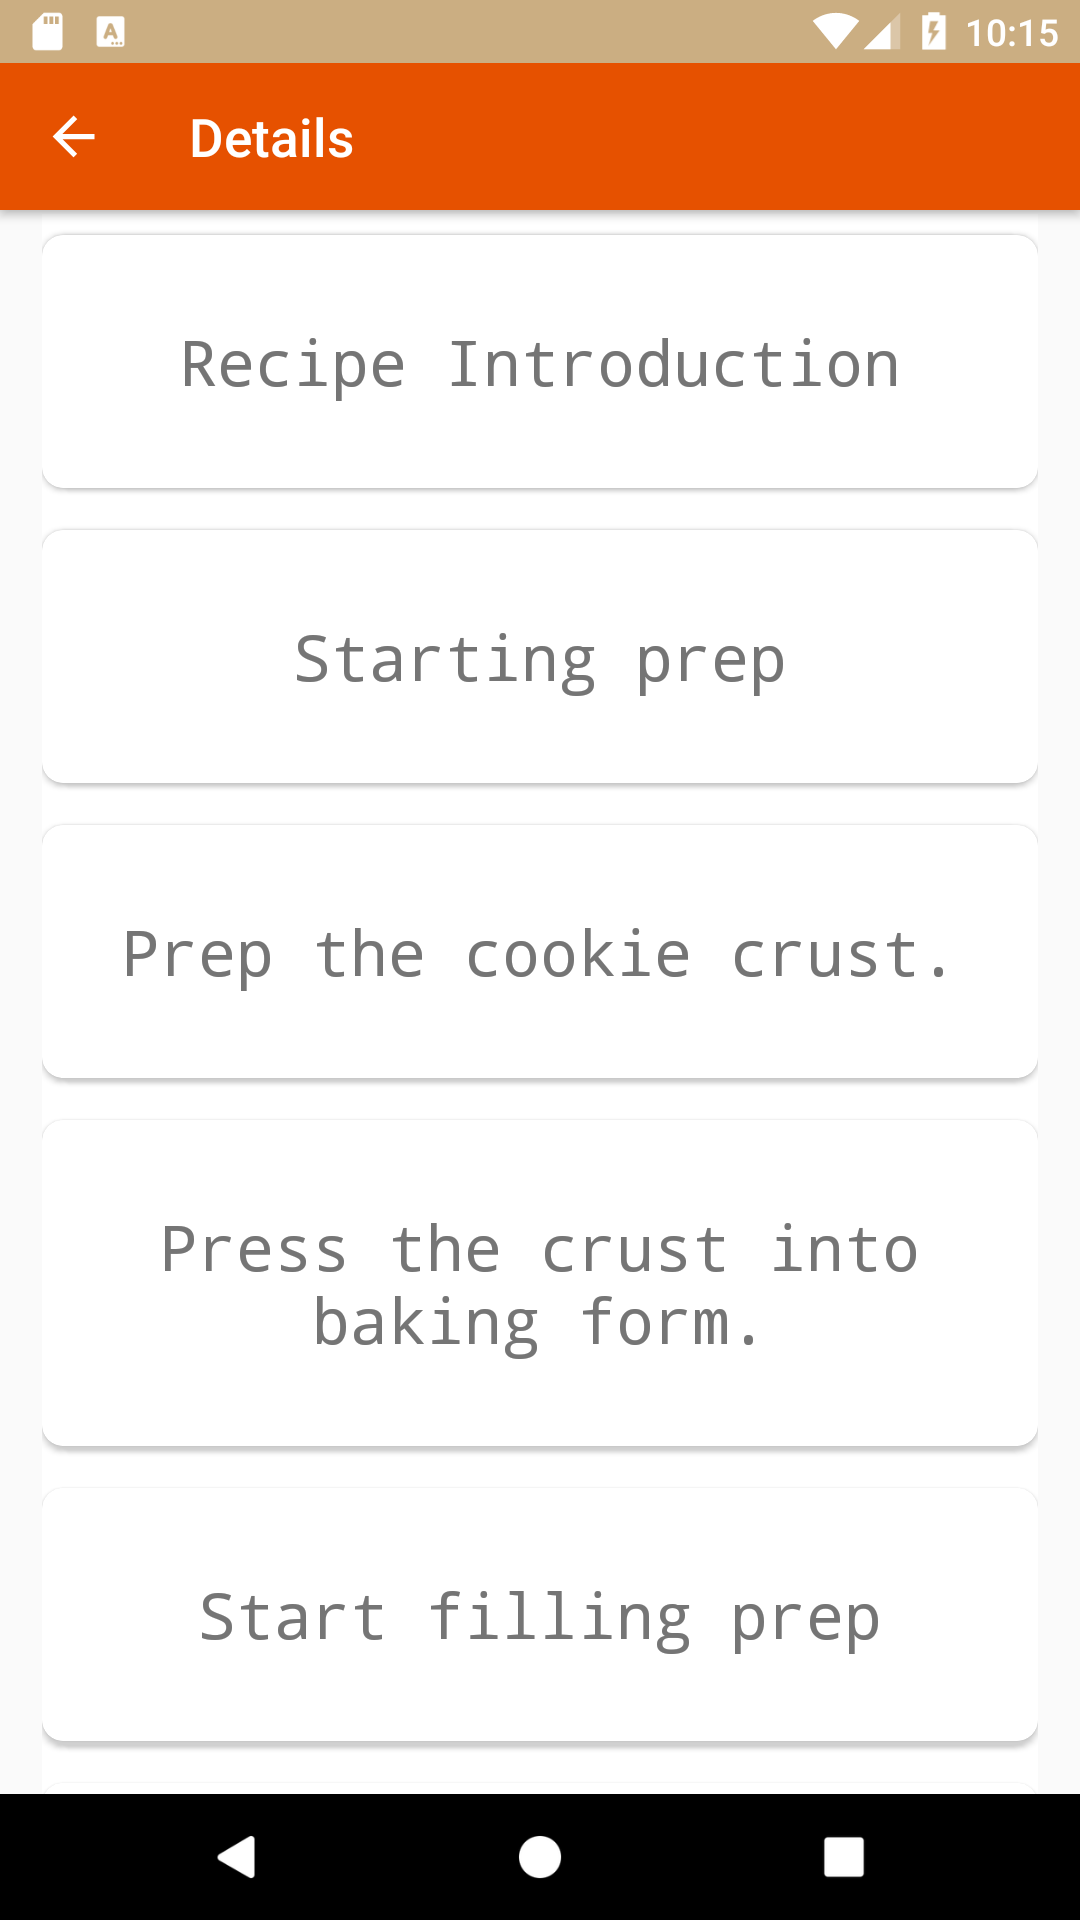 10:15
Details
Recipe Introduction
Starting prep
Prep the cookie crust.
Press the crust into
baking form.
Start filling prep